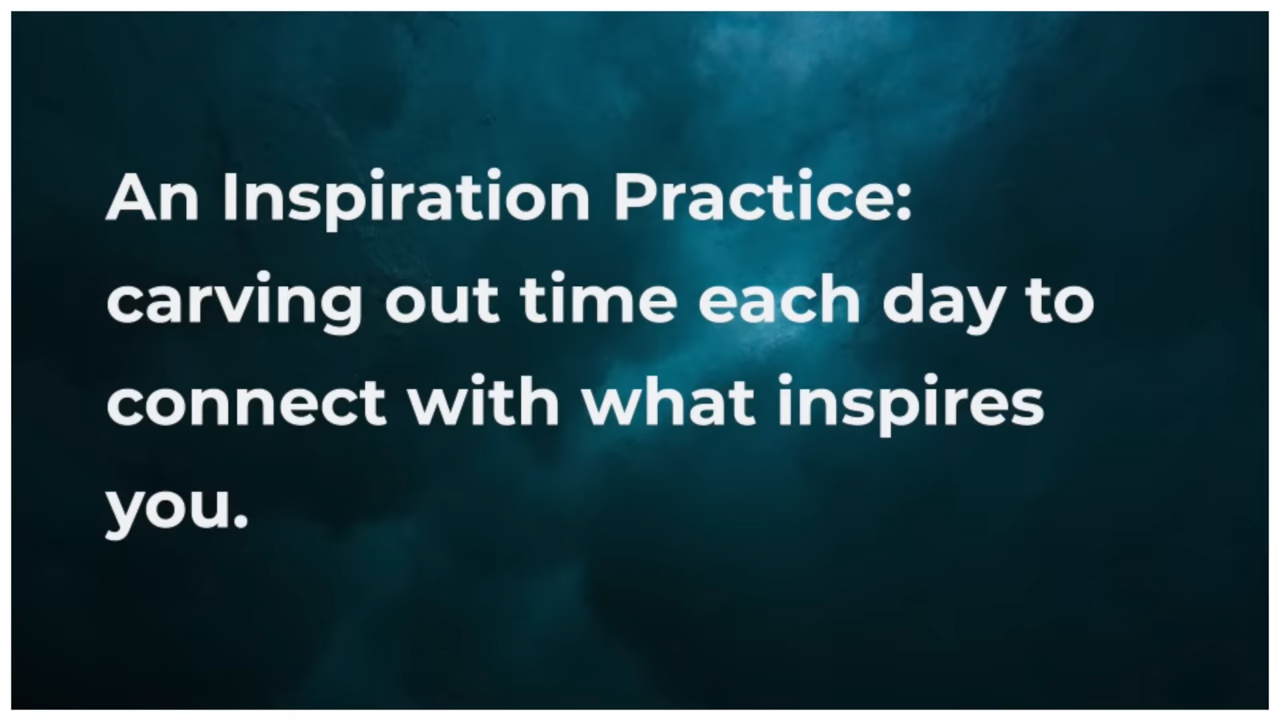 An Inspiration Practice:
carving out time each day to
connect with what inspires
you.